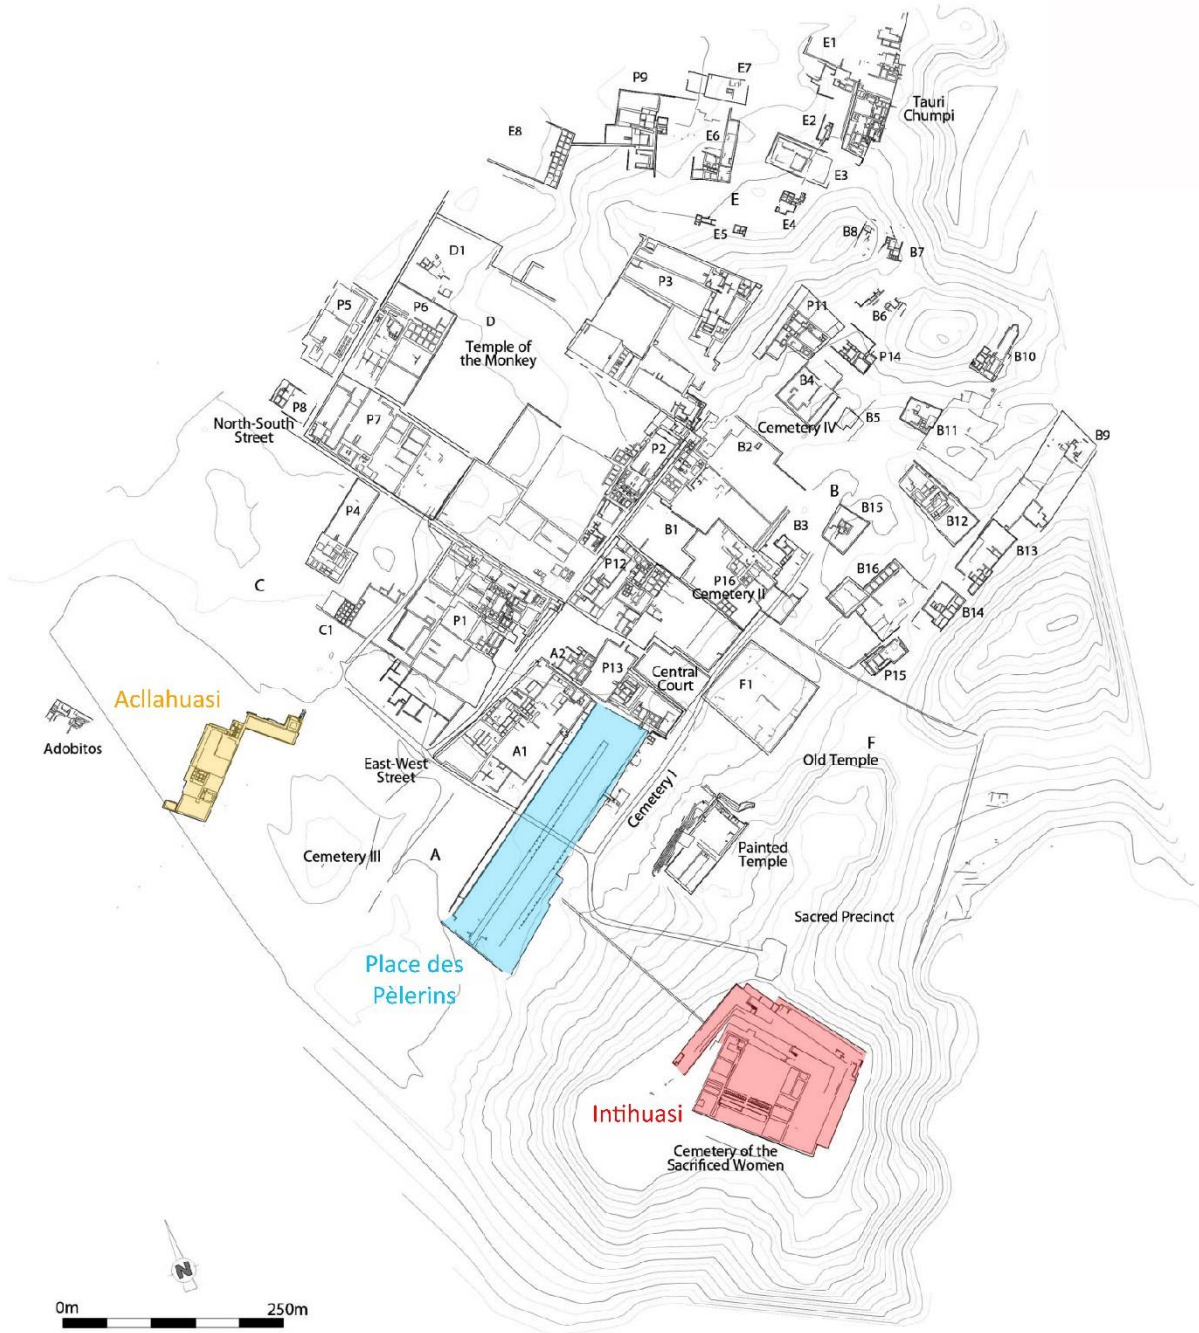 E1
E7
P9
Tauri
Chumpi
E2
E8
E6
E3
E
E4
E5
B8
B7
D1
P3
P5
P6
P11
B6
D
P14
Temple of
the Monkey
B10
B4
P8
P7
B5
North-South
Street
Cemetery IV
B11
B9
B2
P2
B
P4
B15
B12
B1
B3
B13
P12
B16
C
P16
Cemetery II
B14
C1
P1
A2
P13
Central
Court
P15
F1
Acllahuasi
Adobitos
A1
F
Old Temple
East-West
Street
Cemetery I
Cemetery III
A
Painted
Temple
Sacred Precinct
Place des
Pèlerins
Intihuasi
Cemetery of the
Sacrificed Women
N
0m
250m